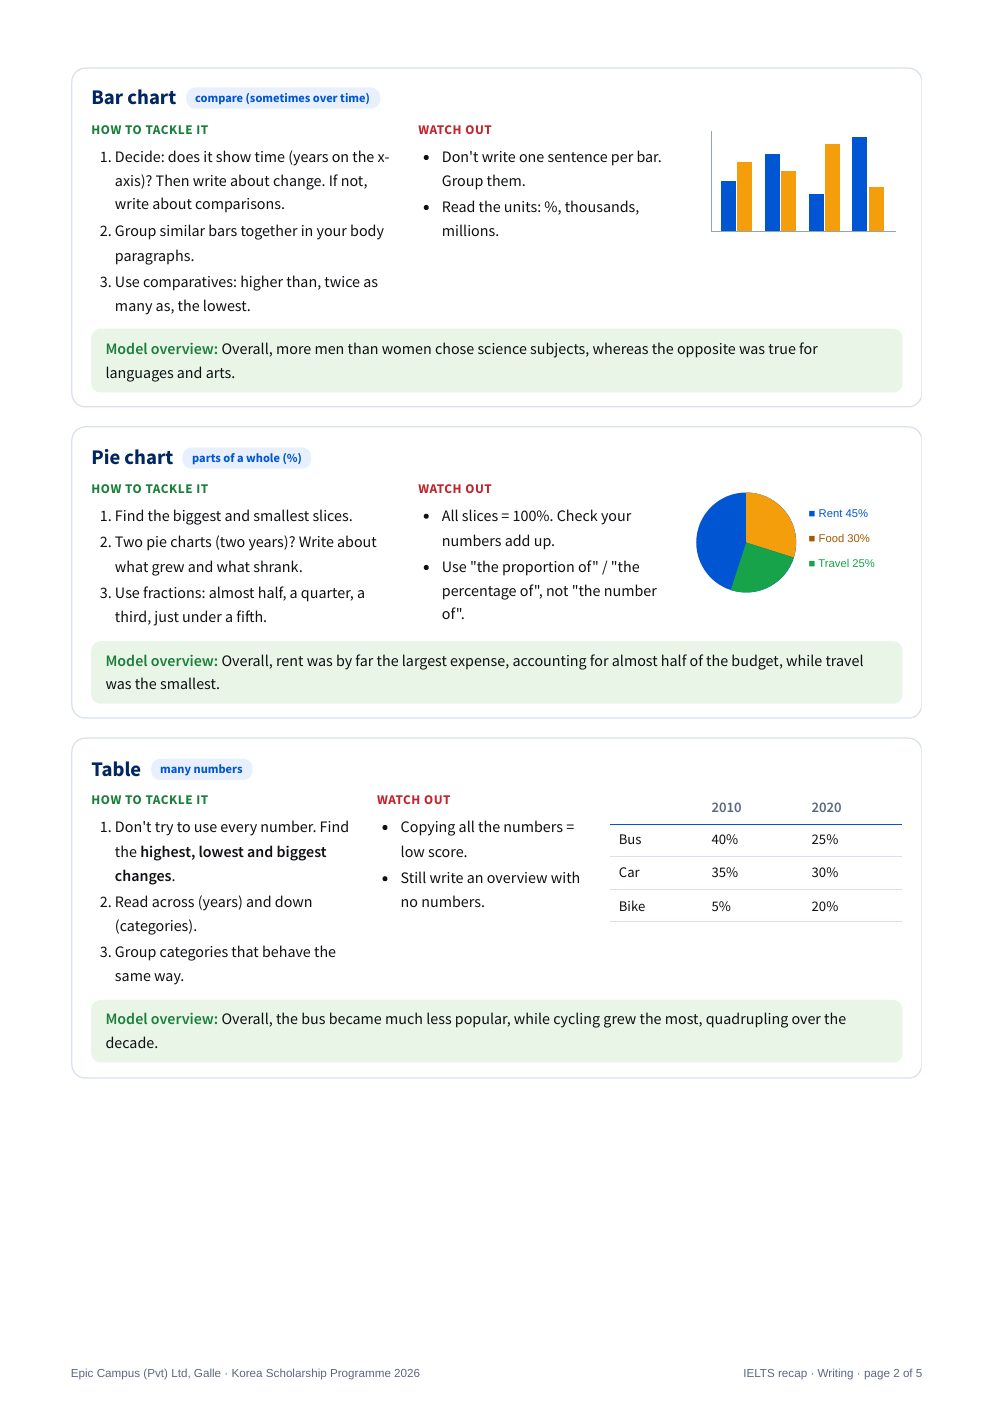 Bar chart compare (sometimes over time)
HOW TO TACKLE IT
1. Decide: does it show time (years on the x-
axis)? Then write about change. If not,
write about comparisons.
2. Group similar bars together in your body
paragraphs.
3. Use comparatives: higher than, twice as
many as, the lowest.
WATCH OUT
• Don't write one sentence per bar.
Group them.
• Read the units: %, thousands,
millions.
Model overview: Overall, more men than women chose science subjects, whereas the opposite was true for
languages and arts.
Pie chart parts of a whole (%)
HOW TO TACKLE IT
1. Find the biggest and smallest slices.
2. Two pie charts (two years)? Write about
what grew and what shrank.
3. Use fractions: almost half, a quarter, a
third, just under a fifth.
WATCH OUT
• All slices = 100%. Check your
numbers add up.
• Use "the proportion of" / "the
percentage of", not "the number
of".
■ Rent 45%
■ Food 30%
■ Travel 25%
Model overview: Overall, rent was by far the largest expense, accounting for almost half of the budget, while travel
was the smallest.
Table many numbers
HOW TO TACKLE IT
1. Don't try to use every number. Find
the highest, lowest and biggest
changes.
2. Read across (years) and down
(categories).
3. Group categories that behave the
same way.
WATCH OUT
• Copying all the numbers =
low score.
• Still write an overview with
no numbers.
2010 2020
Bus 40% 25%
Car 35% 30%
Bike 5% 20%
Model overview: Overall, the bus became much less popular, while cycling grew the most, quadrupling over the
decade.
Epic Campus (Pvt) Ltd, Galle · Korea Scholarship Programme 2026
IELTS recap · Writing · page 2 of 5